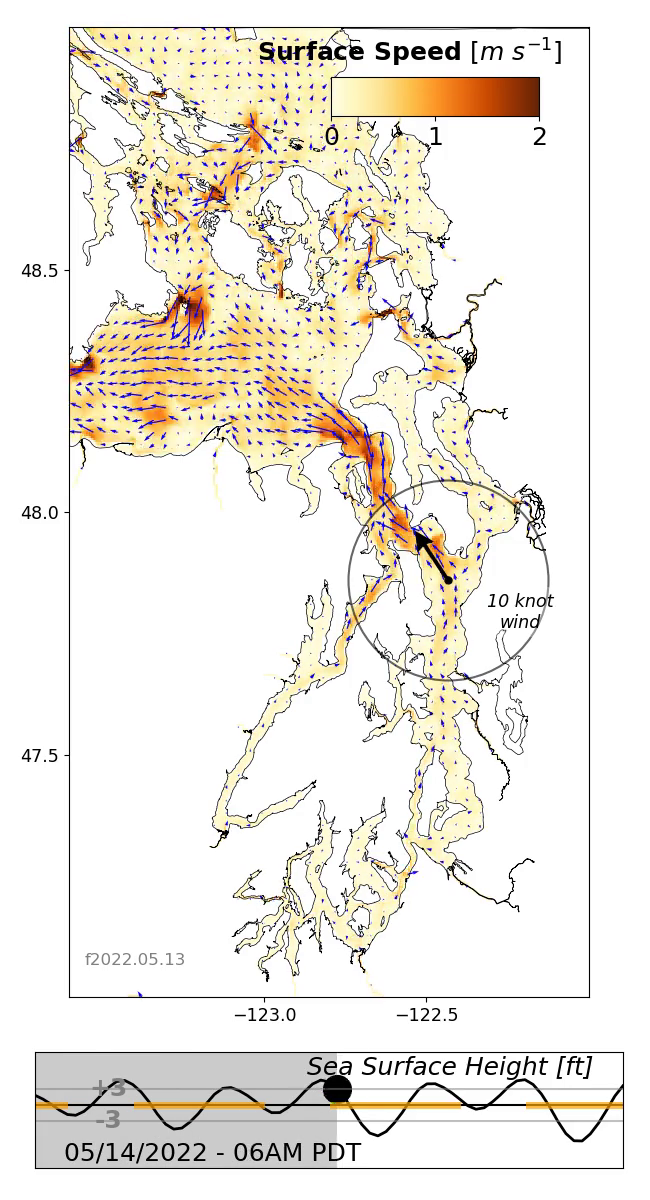 Surface Speed [m s⁻¹]
0 1 2
48.5
48.0
10 knot
wind
47.5
f2022.05.13
−123.0 −122.5
Sea Surface Height [ft]
+3
-3
05/14/2022 - 06AM PDT